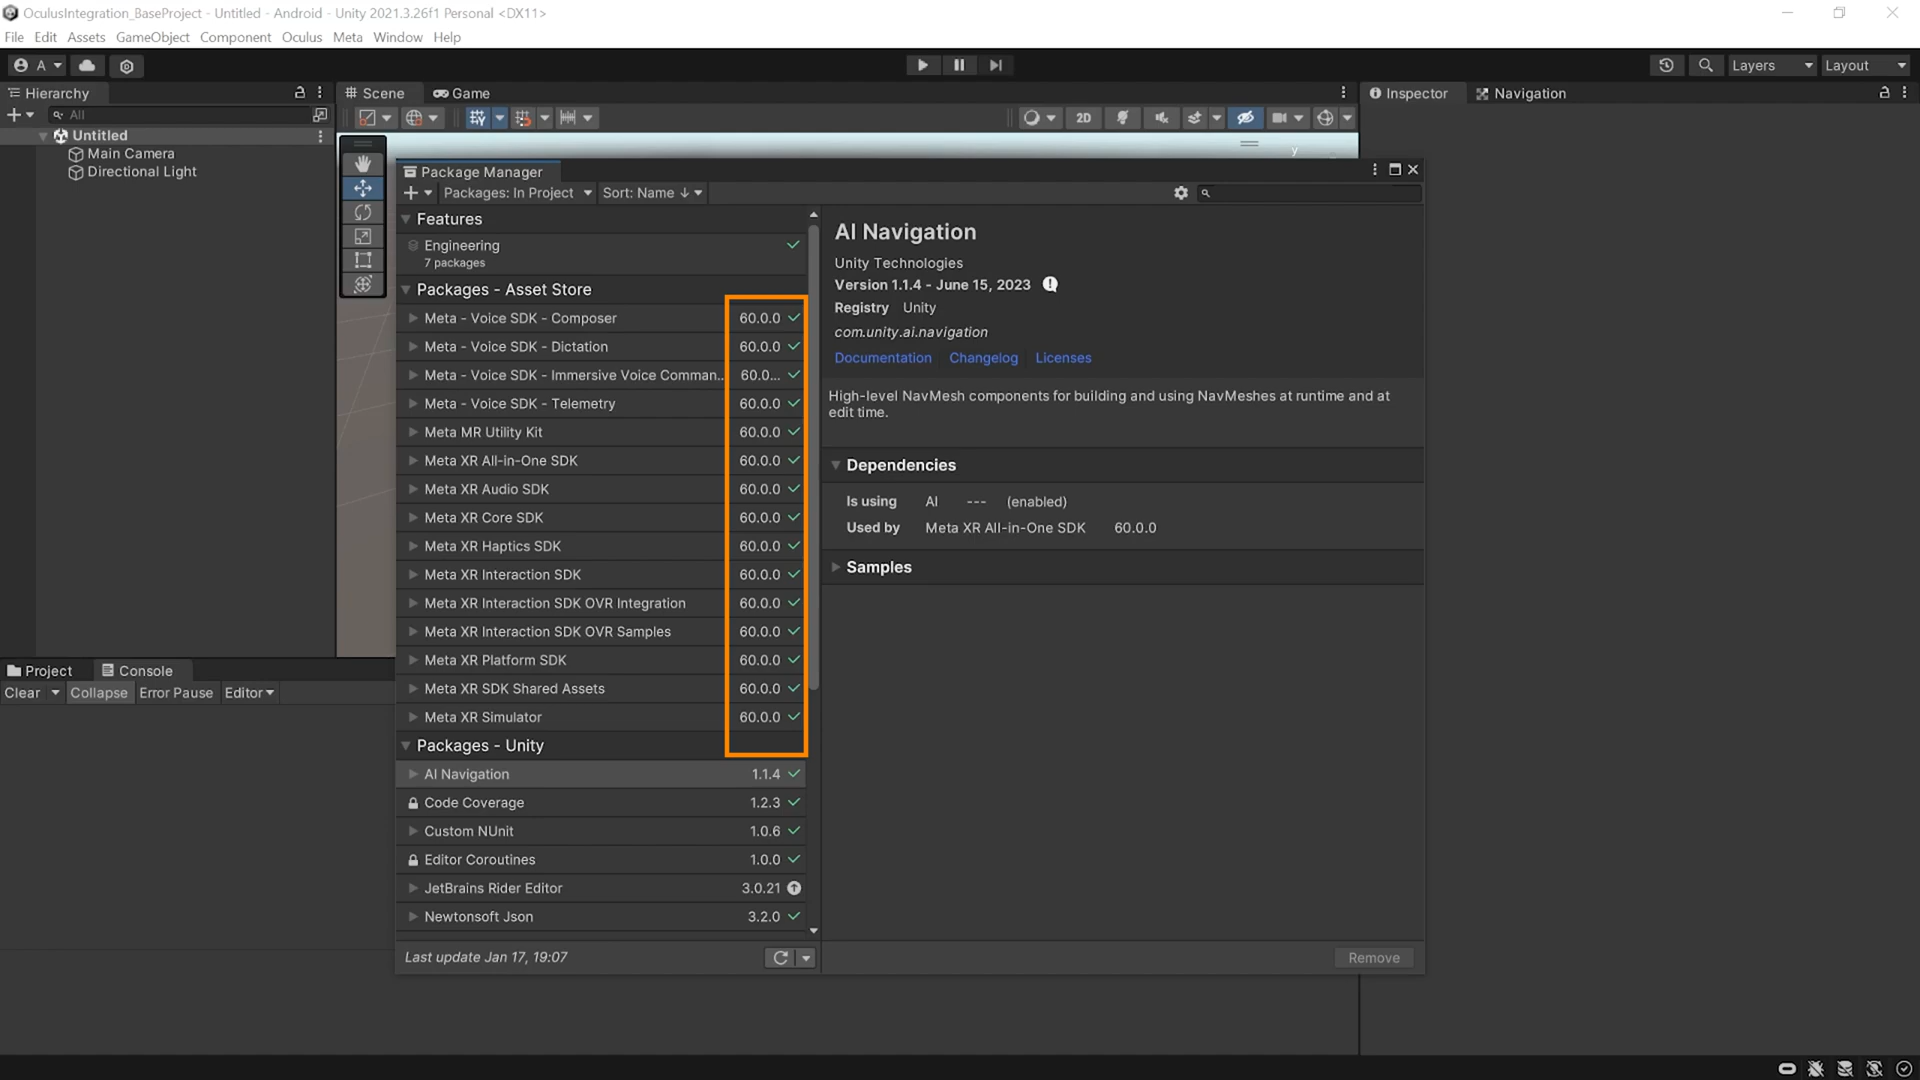 OculusIntegration_BaseProject - Untitled - Android - Unity 2021.3.26f1 Personal <DX11>
File Edit Assets GameObject Component Oculus Meta Window Help
A
Layers
Layout
Hierarchy
Scene
Game
Inspector
Navigation
All
2D
Untitled
Main Camera
Directional Light
y
Package Manager
Packages: In Project
Sort: Name ↓
Features
Engineering
7 packages
Packages - Asset Store
Meta - Voice SDK - Composer 60.0.0
Meta - Voice SDK - Dictation 60.0.0
Meta - Voice SDK - Immersive Voice Comman... 60.0...
Meta - Voice SDK - Telemetry 60.0.0
Meta MR Utility Kit 60.0.0
Meta XR All-in-One SDK 60.0.0
Meta XR Audio SDK 60.0.0
Meta XR Core SDK 60.0.0
Meta XR Haptics SDK 60.0.0
Meta XR Interaction SDK 60.0.0
Meta XR Interaction SDK OVR Integration 60.0.0
Meta XR Interaction SDK OVR Samples 60.0.0
Meta XR Platform SDK 60.0.0
Meta XR SDK Shared Assets 60.0.0
Meta XR Simulator 60.0.0
Packages - Unity
AI Navigation 1.1.4
Code Coverage 1.2.3
Custom NUnit 1.0.6
Editor Coroutines 1.0.0
JetBrains Rider Editor 3.0.21
Newtonsoft Json 3.2.0
Last update Jan 17, 19:07
AI Navigation
Unity Technologies
Version 1.1.4 - June 15, 2023
Registry Unity
com.unity.ai.navigation
Documentation Changelog Licenses
High-level NavMesh components for building and using NavMeshes at runtime and at
edit time.
Dependencies
Is using AI --- (enabled)
Used by Meta XR All-in-One SDK 60.0.0
Samples
Remove
Project
Console
Clear
Collapse
Error Pause
Editor